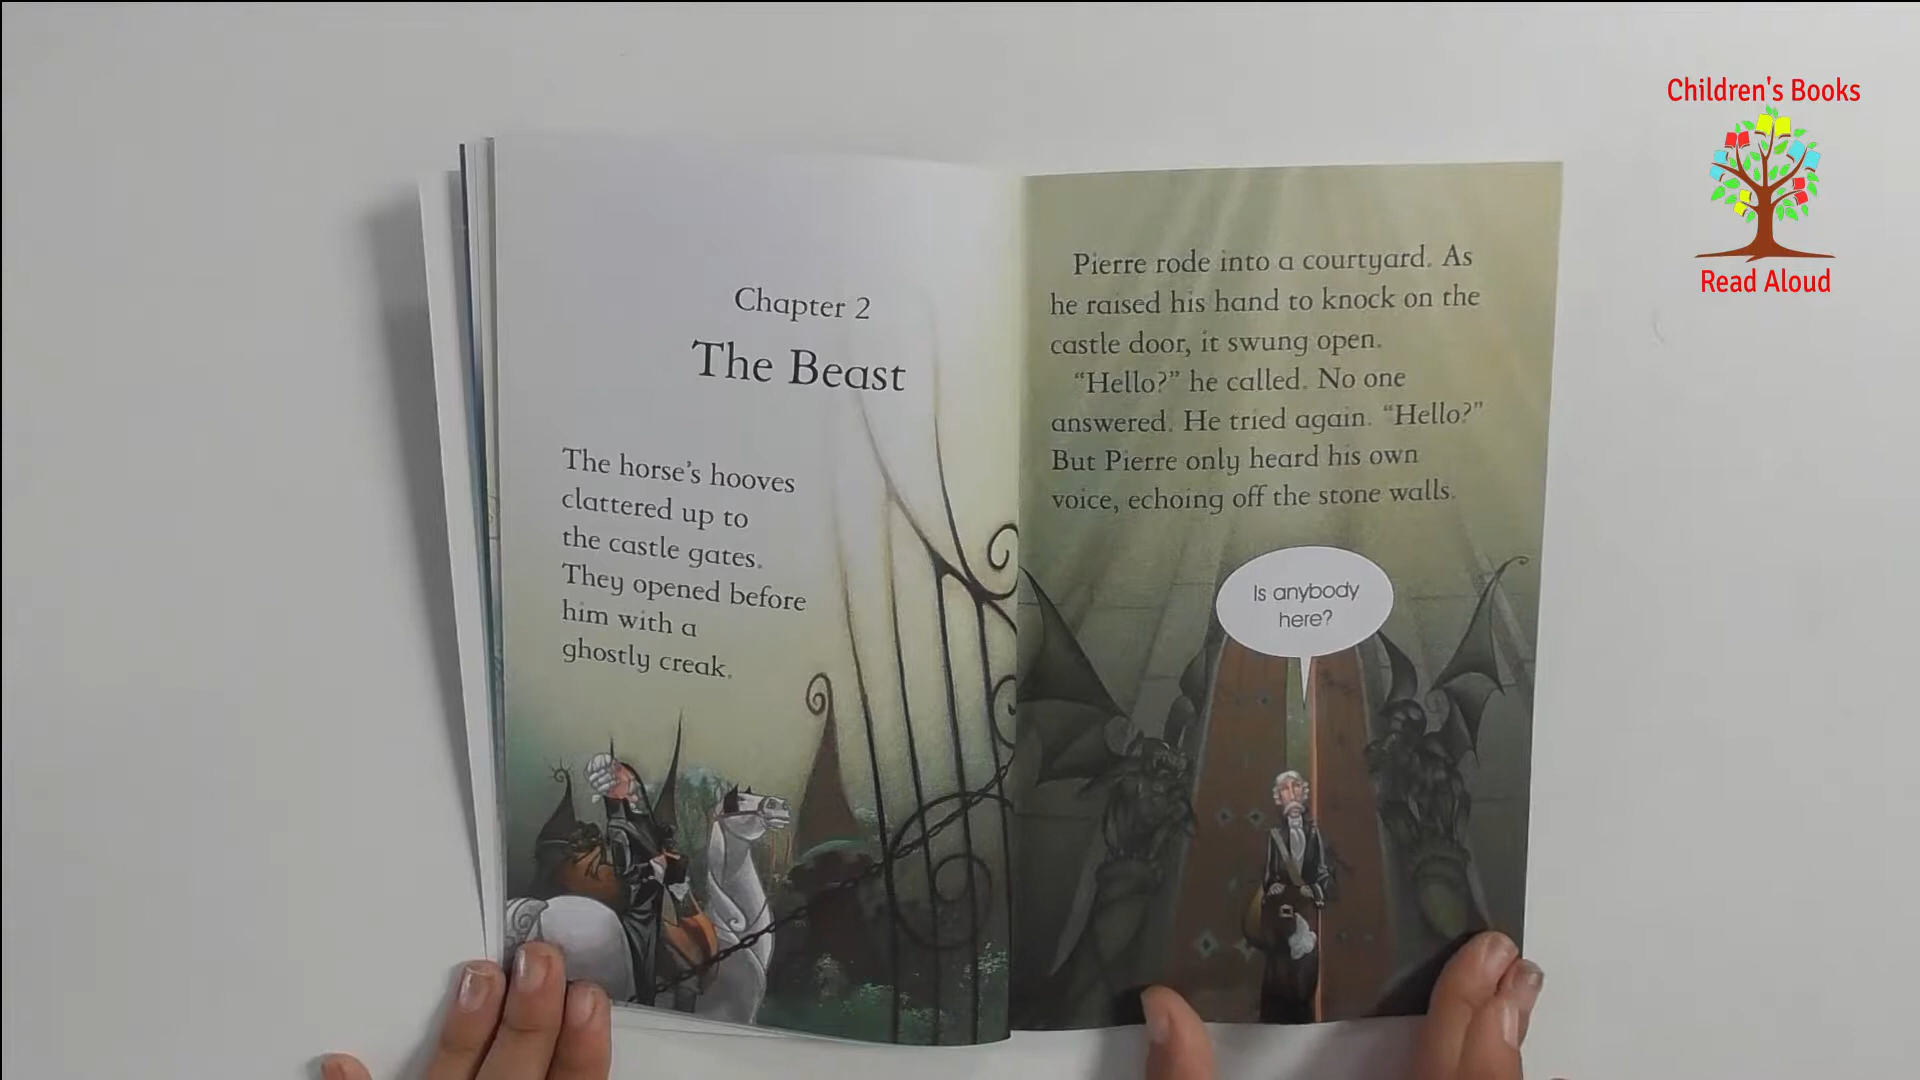 Chapter 2
The Beast
The horse's hooves
clattered up to
the castle gates.
They opened before
him with a
ghostly creak.
Pierre rode into a courtyard. As
he raised his hand to knock on the
castle door, it swung open.
“Hello?” he called. No one
answered. He tried again. “Hello?”
But Pierre only heard his own
voice, echoing off the stone walls.
Is anybody
here?
Children's Books
Read Aloud